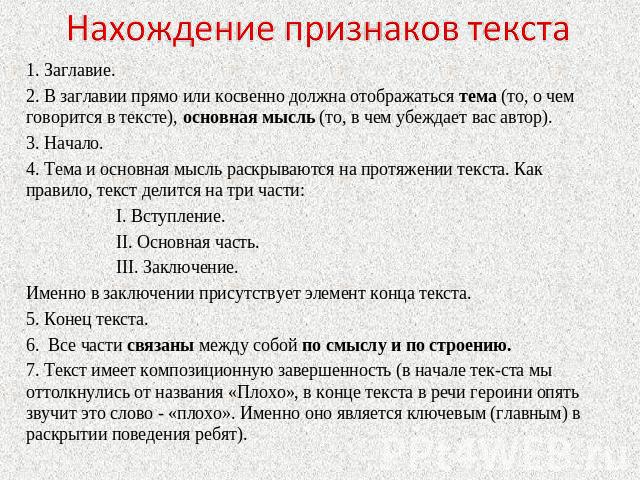 Нахождение признаков текста
1. Заглавие.
2. В заглавии прямо или косвенно должна отображаться тема (то, о чем
говорится в тексте), основная мысль (то, в чем убеждает вас автор).
3. Начало.
4. Тема и основная мысль раскрываются на протяжении текста. Как
правило, текст делится на три части:
I. Вступление.
II. Основная часть.
III. Заключение.
Именно в заключении присутствует элемент конца текста.
5. Конец текста.
6. Все части связаны между собой по смыслу и по строению.
7. Текст имеет композиционную завершенность (в начале тек-ста мы
оттолкнулись от названия «Плохо», в конце текста в речи героини опять
звучит это слово - «плохо». Именно оно является ключевым (главным) в
раскрытии поведения ребят).
PPt4WEB.ru